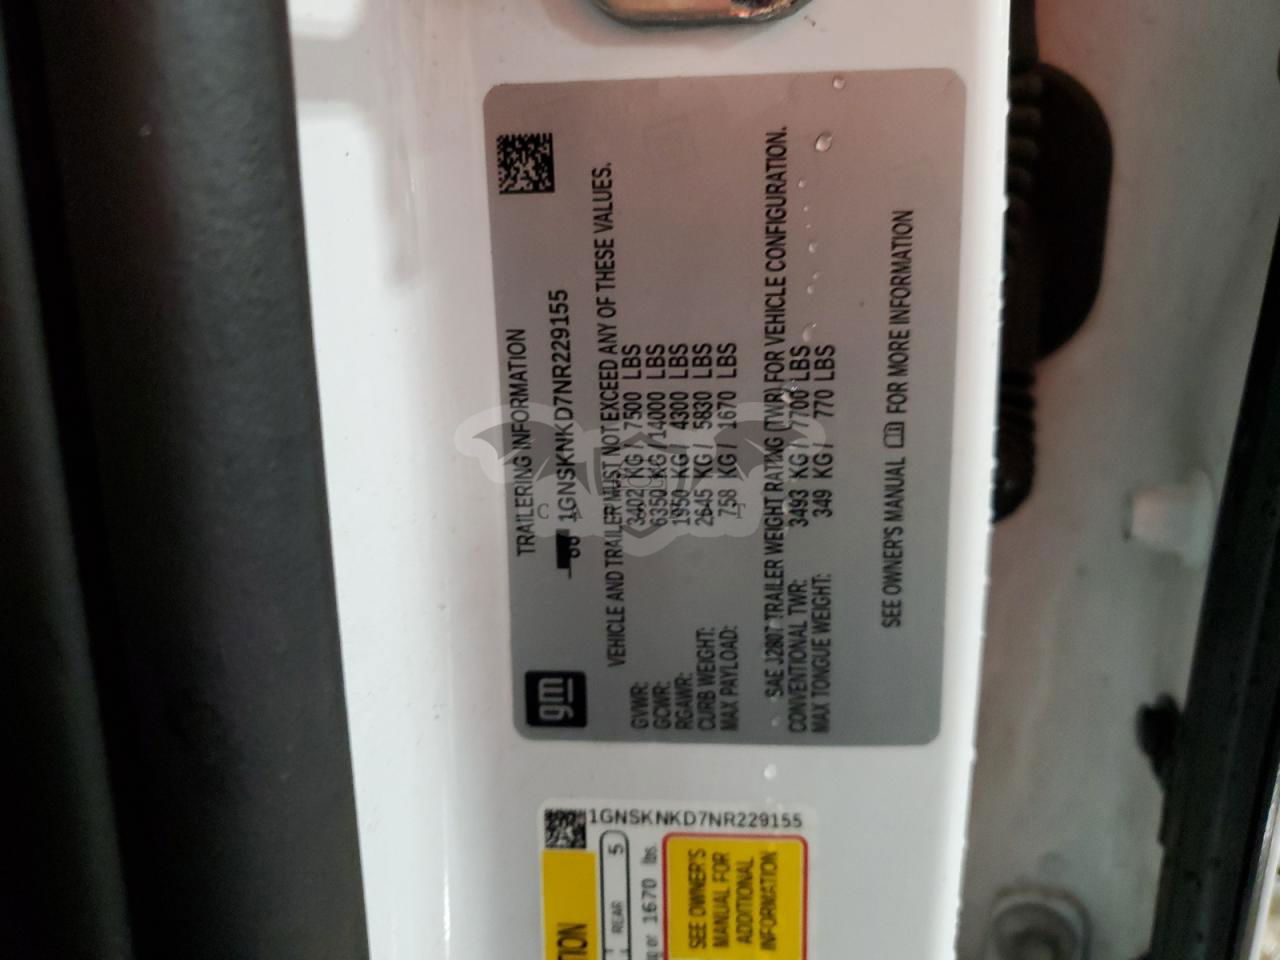 TRAILERING INFORMATION
gm
1GNSKNKD7NR229155
VEHICLE AND TRAILER MUST NOT EXCEED ANY OF THESE VALUES.
GVWR: 3402 KG / 7500 LBS
GCWR: 6350 KG / 14000 LBS
RGAWR: 1950 KG / 4300 LBS
CURB WEIGHT: 2645 KG / 5830 LBS
MAX PAYLOAD: 758 KG / 1670 LBS
SAE J2807 TRAILER WEIGHT RATING (TWR) FOR VEHICLE CONFIGURATION.
CONVENTIONAL TWR: 3493 KG / 7700 LBS
MAX TONGUE WEIGHT: 349 KG / 770 LBS
SEE OWNER'S MANUAL FOR MORE INFORMATION
1GNSKNKD7NR229155
REAR 5
or 1670 lbs.
SEE OWNER'S
MANUAL FOR
ADDITIONAL
INFORMATION